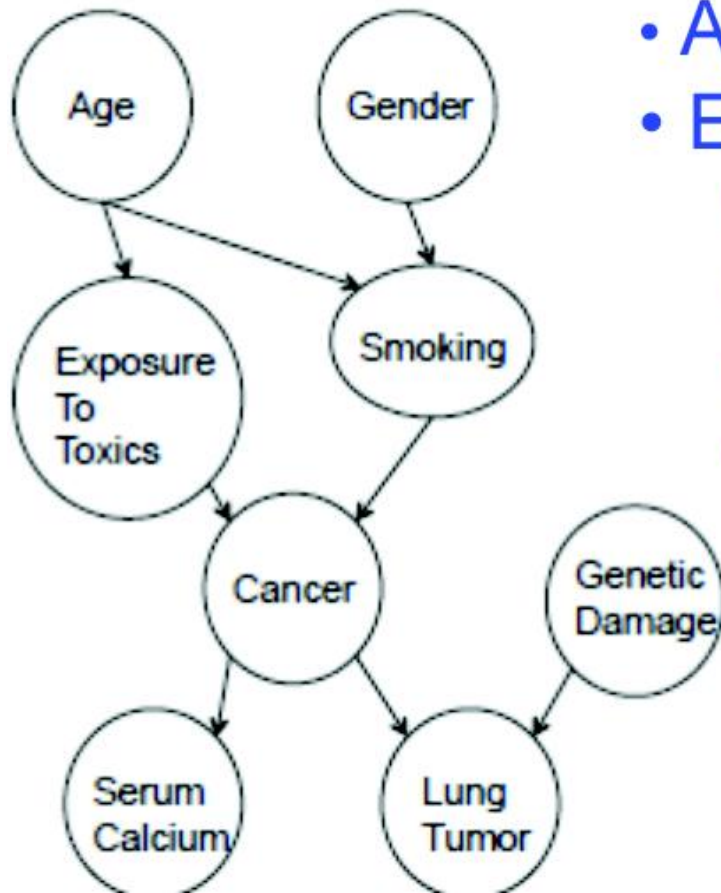 Age
Gender
• A
• E
Exposure
To
Toxics
Smoking
Cancer
Genetic
Damage
Serum
Calcium
Lung
Tumor